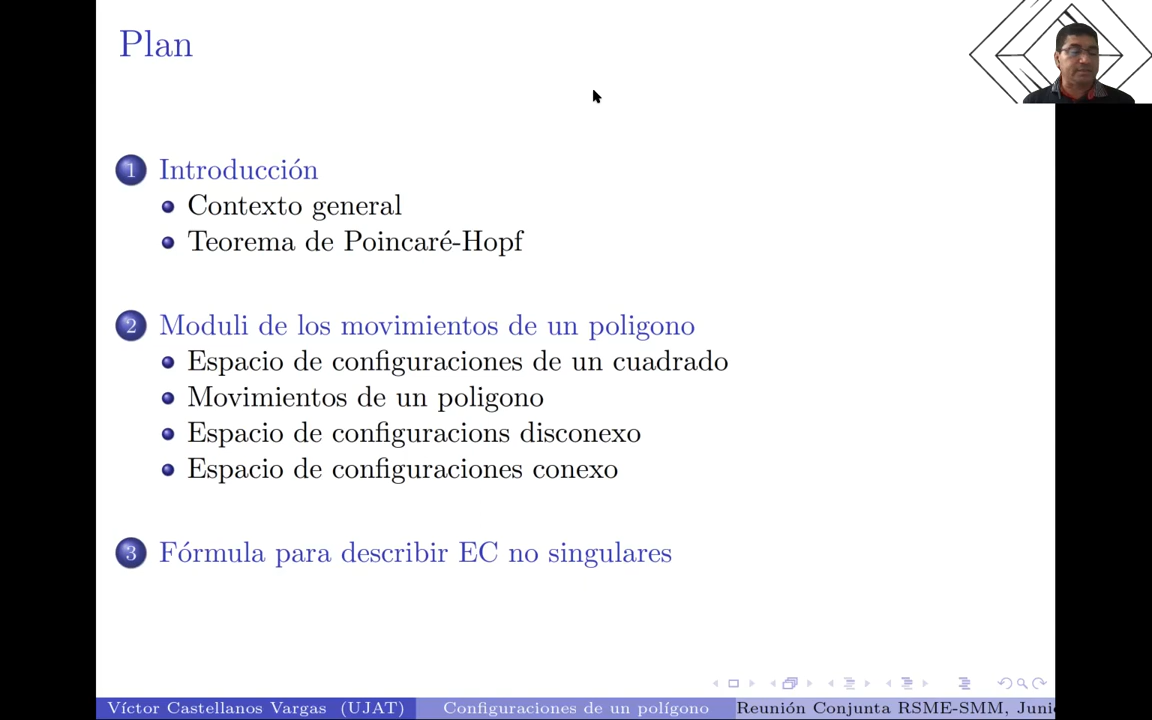 Plan
1 Introducción
Contexto general
Teorema de Poincaré-Hopf
2 Moduli de los movimientos de un poligono
Espacio de configuraciones de un cuadrado
Movimientos de un poligono
Espacio de configuracions disconexo
Espacio de configuraciones conexo
3 Fórmula para describir EC no singulares
Víctor Castellanos Vargas (UJAT) Configuraciones de un polígono Reunión Conjunta RSME-SMM, Juni